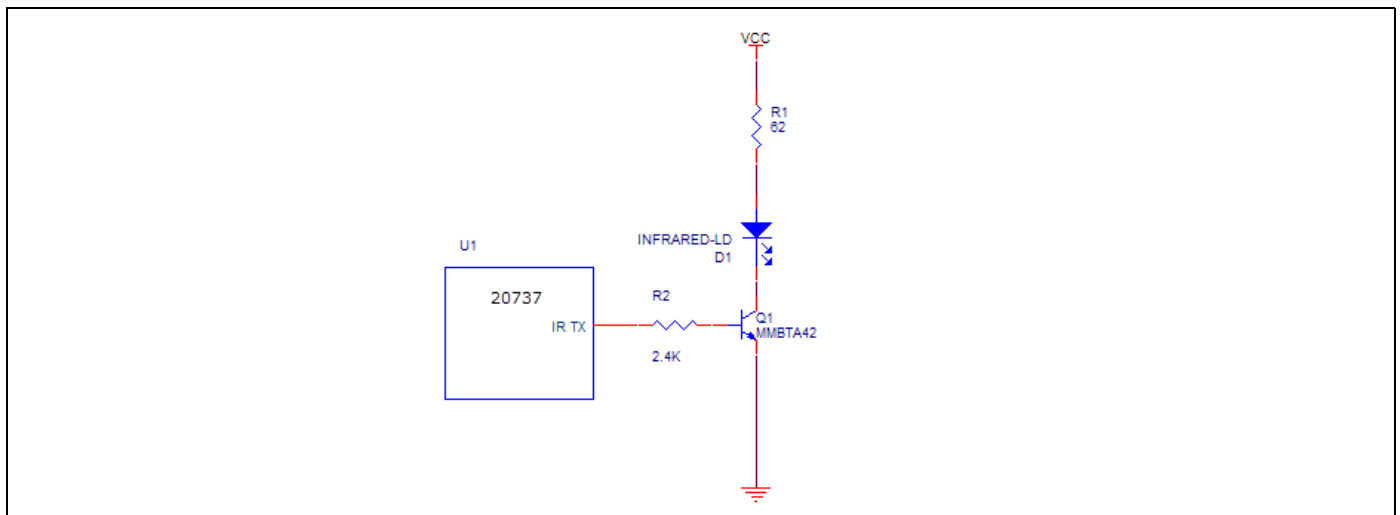 VCC
R1
62
INFRARED-LD
D1
U1
20737
IR TX
R2
2.4K
Q1
MMBTA42